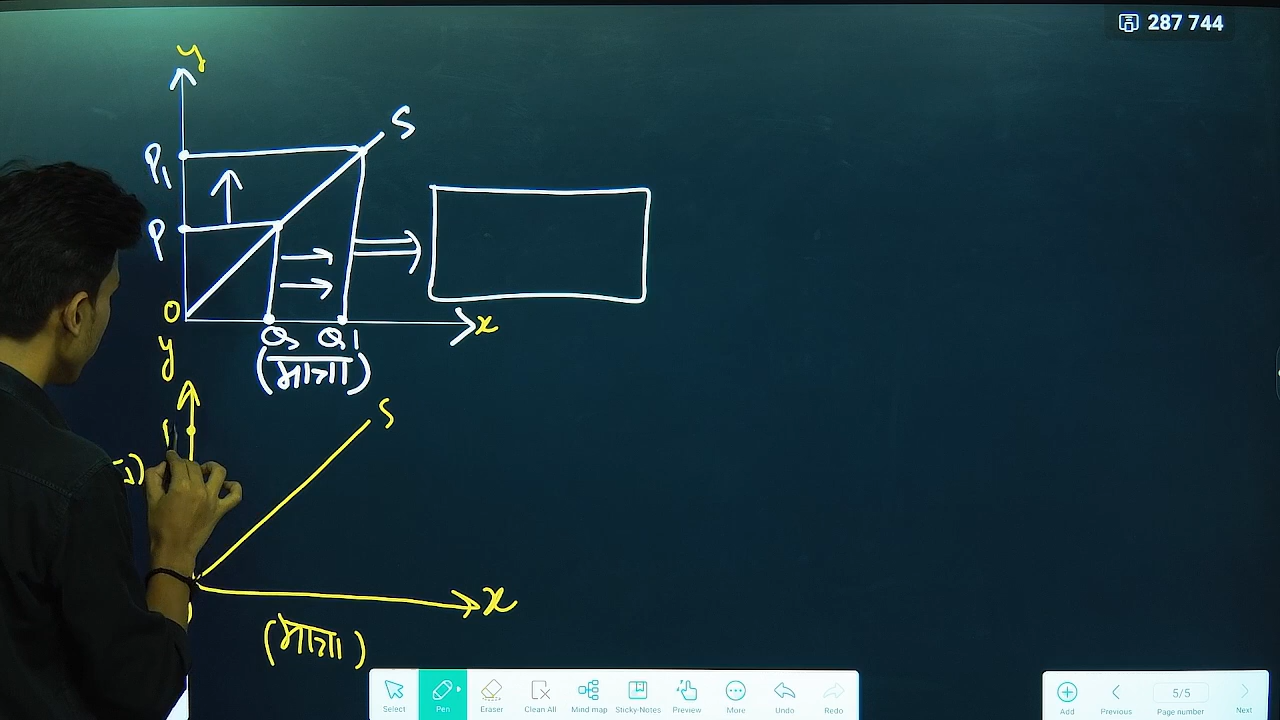 287 744
y
S
P1
P
O
x
Q Q1
(मात्रा)
y
S
x
(मात्रा)
Select
Pen
Eraser
Clean All
Mind map
Sticky-Notes
Preview
More
Undo
Redo
Add
Previous
5/5
Page number
Next